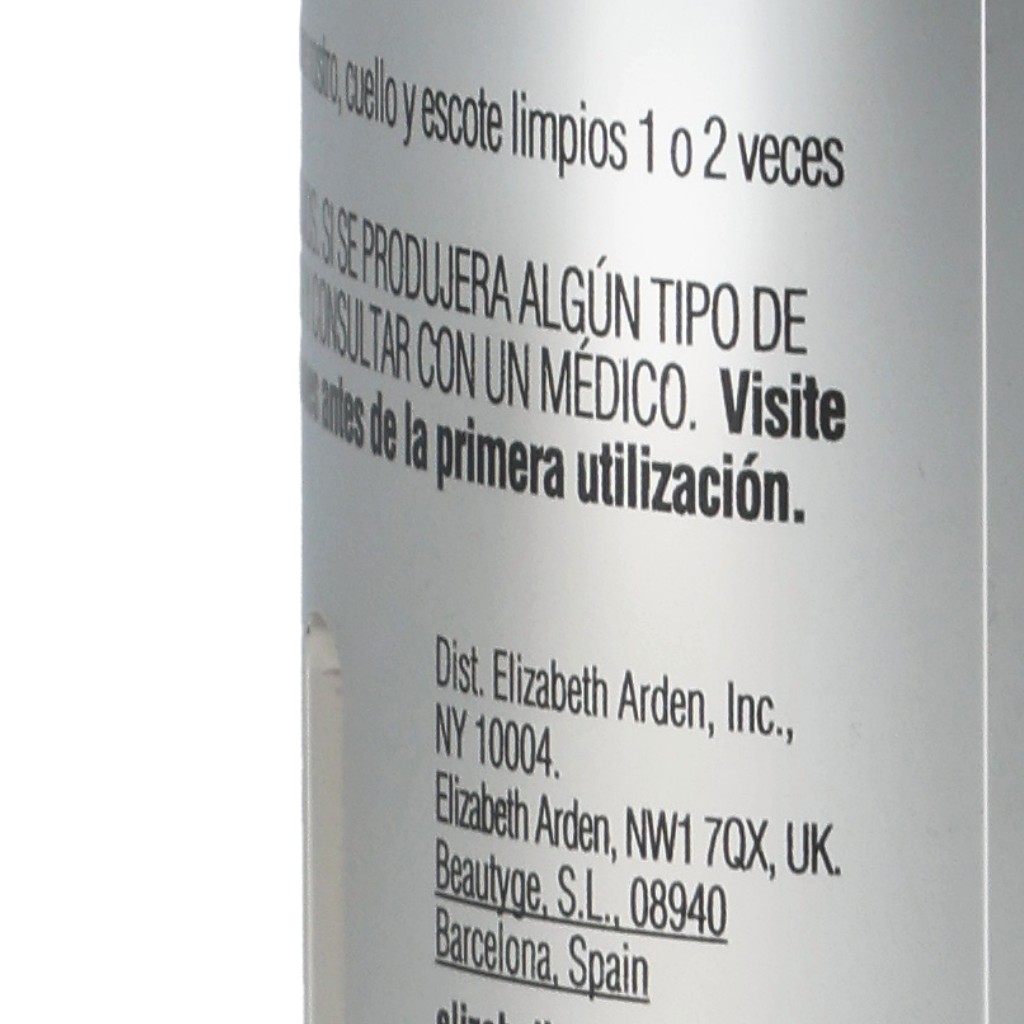 cuello y escote limpios 1 o 2 veces
SI SE PRODUJERA ALGÚN TIPO DE
CONSULTAR CON UN MÉDICO. Visite
antes de la primera utilización.
Dist. Elizabeth Arden, Inc.,
NY 10004.
Elizabeth Arden, NW1 7QX, UK.
Beautyge, S.L., 08940
Barcelona, Spain